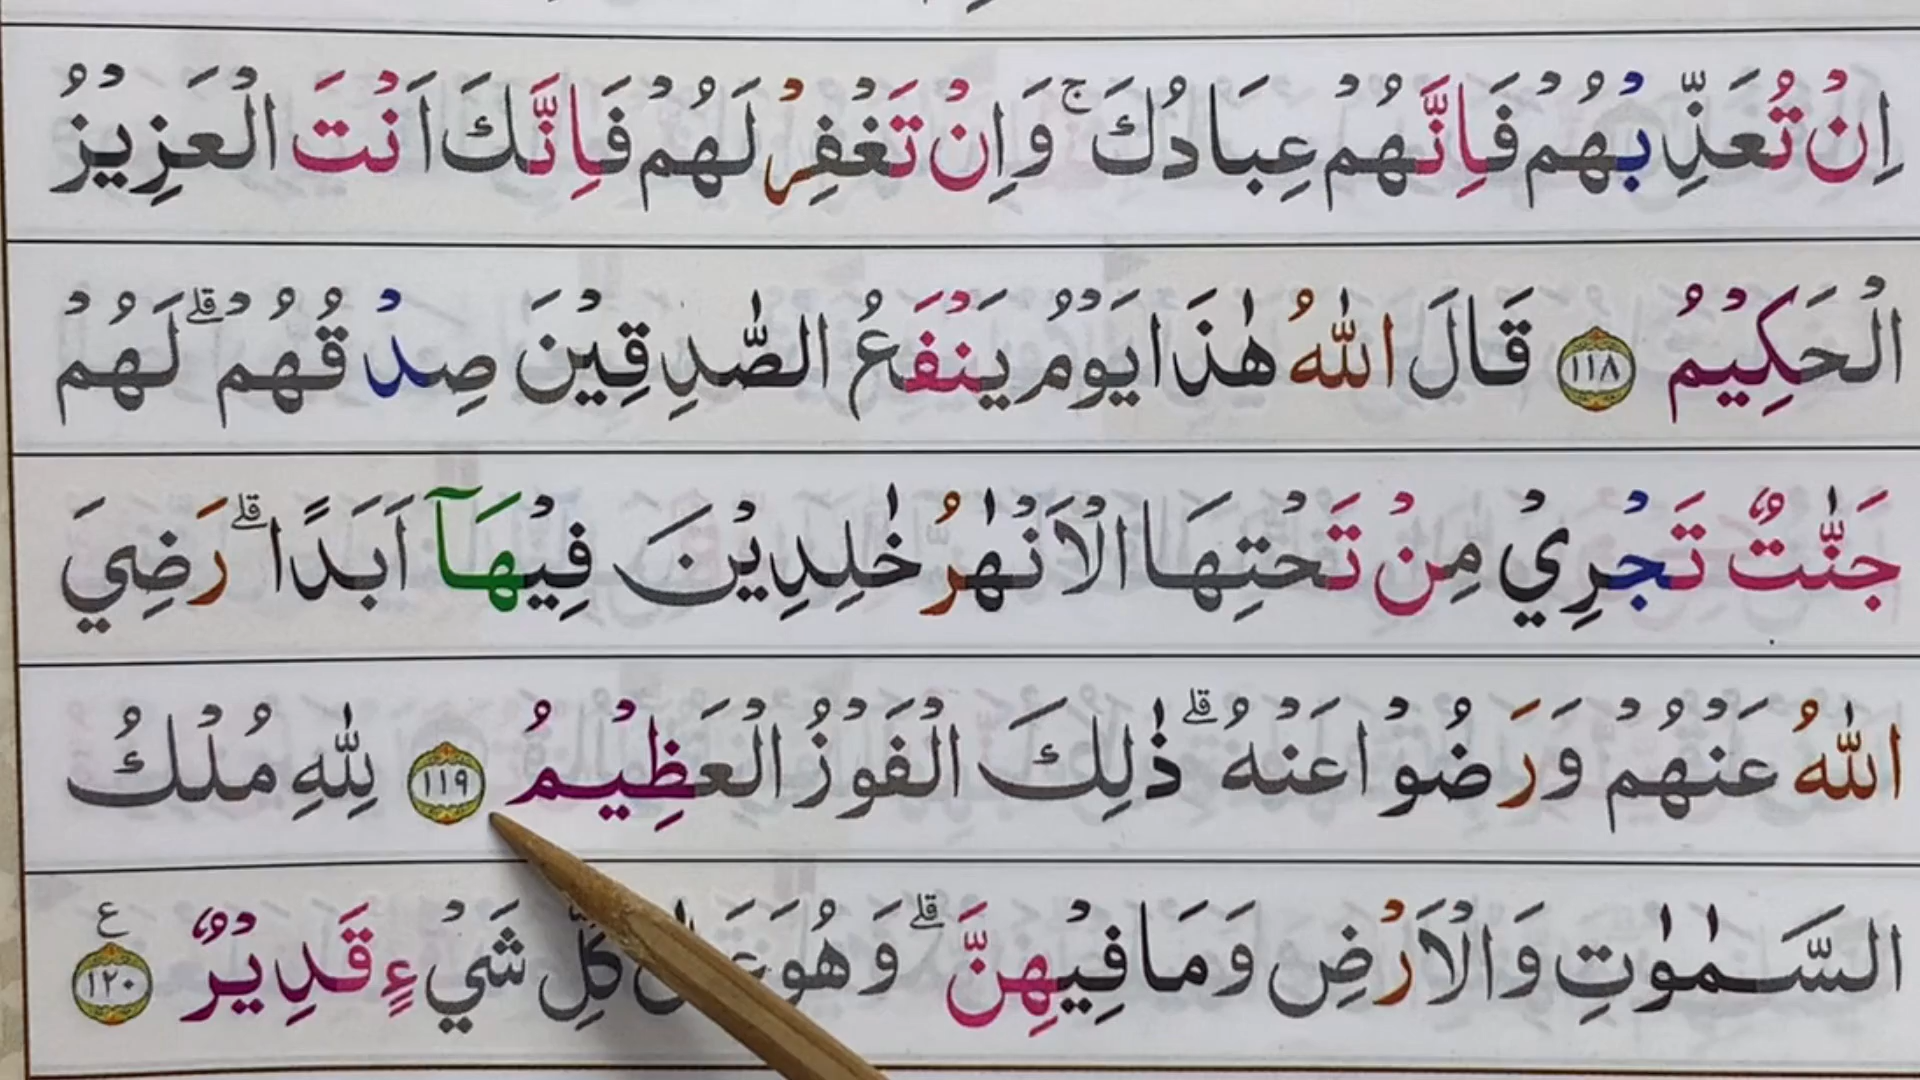 اِنْ تُعَذِّبْهُمْ فَاِنَّهُمْ عِبَادُكَ ۚ وَاِنْ تَغْفِرْ لَهُمْ فَاِنَّكَ اَنْتَ الْعَزِيْزُ
الْحَكِيْمُ ١١٨ قَالَ اللّٰهُ هٰذَا يَوْمُ يَنْفَعُ الصّٰدِقِيْنَ صِدْقُهُمْ ۗ لَهُمْ
جَنّٰتٌ تَجْرِيْ مِنْ تَحْتِهَا الْاَنْهٰرُ خٰلِدِيْنَ فِيْهَآ اَبَدًا ۗ رَضِيَ
اللّٰهُ عَنْهُمْ وَرَضُوْا عَنْهُ ۗ ذٰلِكَ الْفَوْزُ الْعَظِيْمُ ١١٩ لِلّٰهِ مُلْكُ
السَّمٰوٰتِ وَالْاَرْضِ وَمَا فِيْهِنَّ ۗ وَهُوَ كُلِّ شَيْءٍ قَدِيْرٌ ࣖ ١٢٠